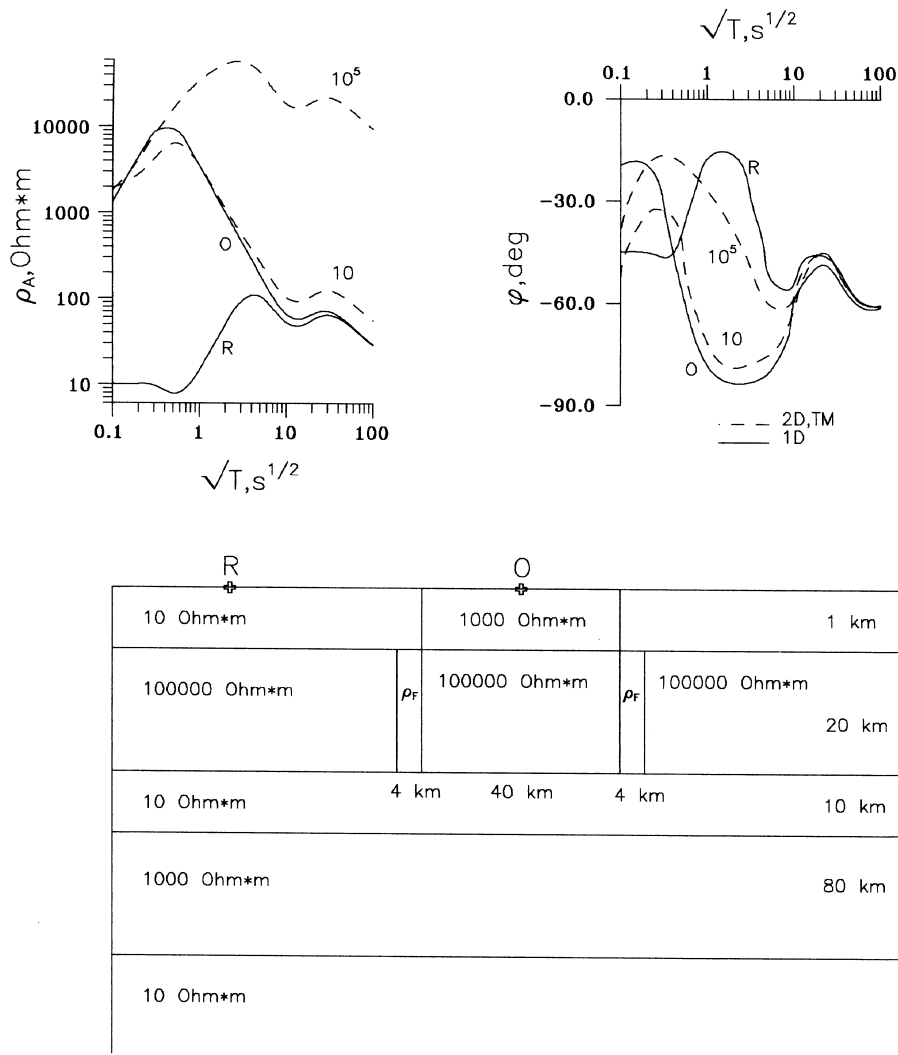 √T,s^1/2
0.1 1 10 100
0.0
-30.0
-60.0
-90.0
φ,deg
R
10^5
10
O
2D,TM
1D
10000
1000
100
10
ρ_A,Ohm*m
10^5
O
10
R
0.1 1 10 100
√T,s^1/2
R O
10 Ohm*m 1000 Ohm*m 1 km
100000 Ohm*m ρ_F 100000 Ohm*m ρ_F 100000 Ohm*m
20 km
4 km 40 km 4 km
10 Ohm*m 10 km
1000 Ohm*m 80 km
10 Ohm*m